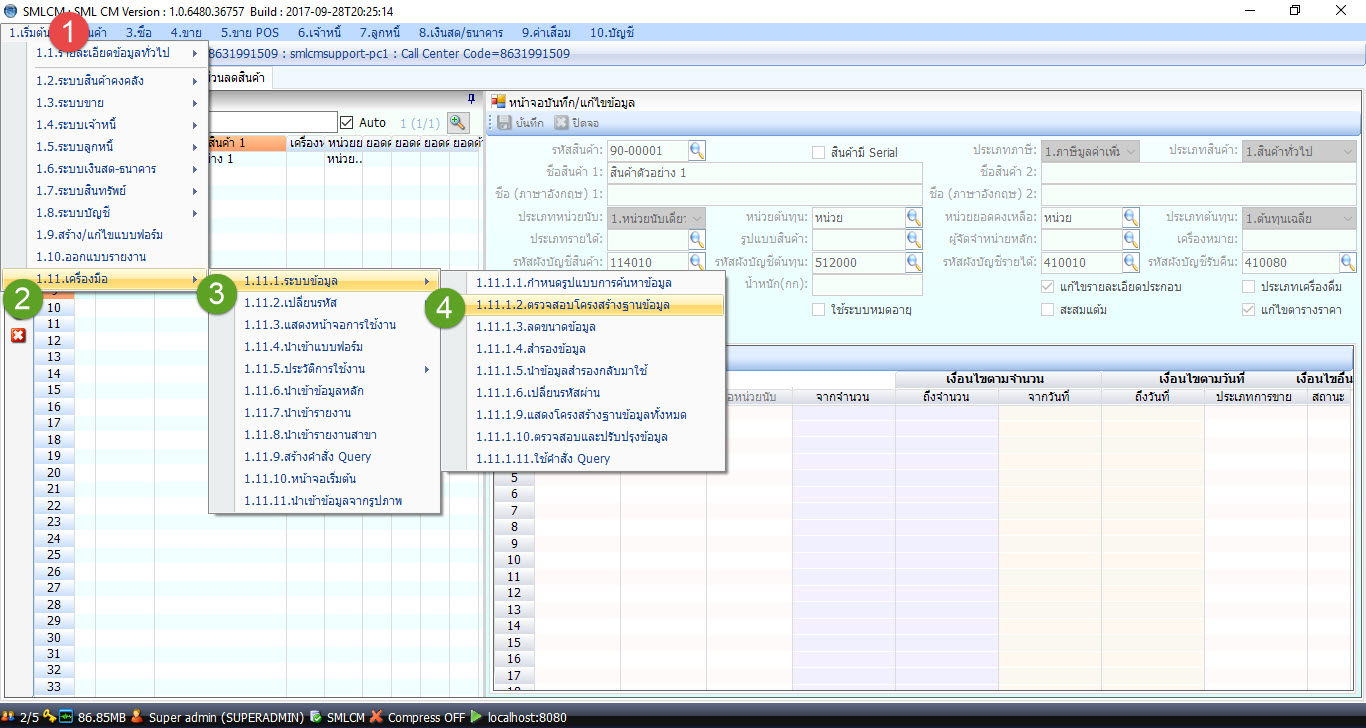 SMLCM : SML CM Version : 1.0.6480.36757 Build : 2017-09-28T20:25:14
1.เริ่มต้น 1 สินค้า 3.ซื้อ 4.ขาย 5.ขาย POS 6.เจ้าหนี้ 7.ลูกหนี้ 8.เงินสด/ธนาคาร 9.ค่าเสื่อม 10.บัญชี
8631991509 : smlcmsupport-pc1 : Call Center Code=8631991509
1.1.รายละเอียดข้อมูลทั่วไป
1.2.ระบบสินค้าคงคลัง
1.3.ระบบขาย
1.4.ระบบเจ้าหนี้
1.5.ระบบลูกหนี้
1.6.ระบบเงินสด-ธนาคาร
1.7.ระบบสินทรัพย์
1.8.ระบบบัญชี
1.9.สร้าง/แก้ไขแบบฟอร์ม
1.10.ออกแบบรายงาน
1.11.เครื่องมือ
2
ส่วนลดสินค้า
Auto 1 (1/1)
สินค้า 1 เครื่องห หน่วยย ยอดค ยอดค ยอดค ยอดค้
่าง 1 หน่วย..
3
1.11.1.ระบบข้อมูล
1.11.2.เปลี่ยนรหัส
1.11.3.แสดงหน้าจอการใช้งาน
1.11.4.นำเข้าแบบฟอร์ม
1.11.5.ประวัติการใช้งาน
1.11.6.นำเข้าข้อมูลหลัก
1.11.7.นำเข้ารายงาน
1.11.8.นำเข้ารายงานสาขา
1.11.9.สร้างคำสั่ง Query
1.11.10.หน้าจอเริ่มต้น
1.11.11.นำเข้าข้อมูลจากรูปภาพ
4
1.11.1.1.กำหนดรูปแบบการค้นหาข้อมูล
1.11.1.2.ตรวจสอบโครงสร้างฐานข้อมูล
1.11.1.3.ลดขนาดข้อมูล
1.11.1.4.สำรองข้อมูล
1.11.1.5.นำข้อมูลสำรองกลับมาใช้
1.11.1.6.เปลี่ยนรหัสผ่าน
1.11.1.9.แสดงโครงสร้างฐานข้อมูลทั้งหมด
1.11.1.10.ตรวจสอบและปรับปรุงข้อมูล
1.11.1.11.ใช้คำสั่ง Query
10
11
12
13
14
15
16
17
18
19
20
21
22
23
24
25
26
27
28
29
30
31
32
33
หน้าจอบันทึก/แก้ไขข้อมูล
บันทึก ปิดจอ
รหัสสินค้า: 90-00001 สินค้ามี Serial ประเภทภาษี: 1.ภาษีมูลค่าเพิ่ ประเภทสินค้า: 1.สินค้าทั่วไป
ชื่อสินค้า 1: สินค้าตัวอย่าง 1 ชื่อสินค้า 2:
ชื่อ (ภาษาอังกฤษ) 1: ชื่อ (ภาษาอังกฤษ) 2:
ประเภทหน่วยนับ: 1.หน่วยนับเดีย หน่วยต้นทุน: หน่วย หน่วยยอดคงเหลือ: หน่วย ประเภทต้นทุน: 1.ต้นทุนเฉลี่ย
ประเภทรายได้: รูปแบบสินค้า: ผู้จัดจำหน่ายหลัก: เครื่องหมาย:
รหัสผังบัญชีสินค้า: 114010 รหัสผังบัญชีต้นทุน: 512000 รหัสผังบัญชีรายได้: 410010 รหัสผังบัญชีรับคืน: 410080
น้ำหนัก(กก): แก้ไขรายละเอียดประกอบ ประเภทเครื่องดื่ม
ใช้ระบบหมดอายุ สะสมแต้ม แก้ไขตารางราคา
เงื่อนไขตามจำนวน เงื่อนไขตามวันที่ เงื่อนไขอื่น
อหน่วยนับ จากจำนวน ถึงจำนวน จากวันที่ ถึงวันที่ ประเภทการขาย สถานะ
5
6
7
8
9
10
11
12
13
14
15
16
17
2/5 86.85MB Super admin (SUPERADMIN) SMLCM Compress OFF localhost:8080